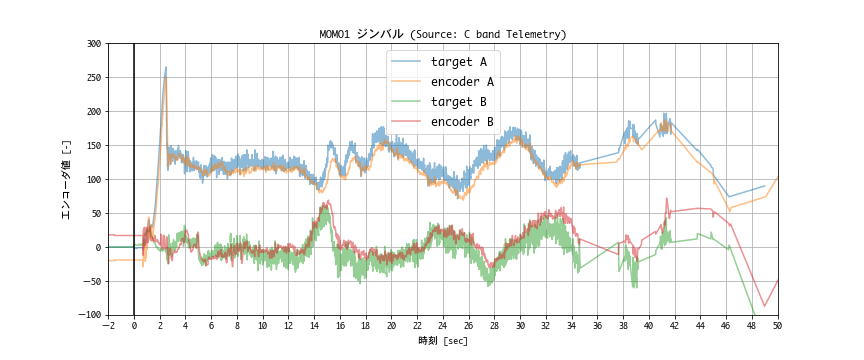 MOMO1 ジンバル (Source: C band Telemetry)
target A
encoder A
target B
encoder B
エンコーダ値 [-]
300
250
200
150
100
50
0
−50
−100
−2 0 2 4 6 8 10 12 14 16 18 20 22 24 26 28 30 32 34 36 38 40 42 44 46 48 50
時刻 [sec]